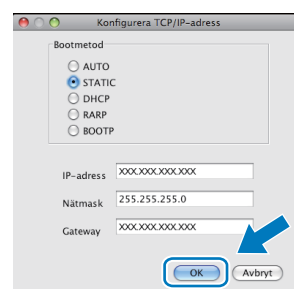 Konfigurera TCP/IP-adress
Bootmetod
AUTO
STATIC
DHCP
RARP
BOOTP
IP-adress XXX.XXX.XXX.XXX
Nätmask 255.255.255.0
Gateway XXX.XXX.XXX.XXX
OK Avbryt